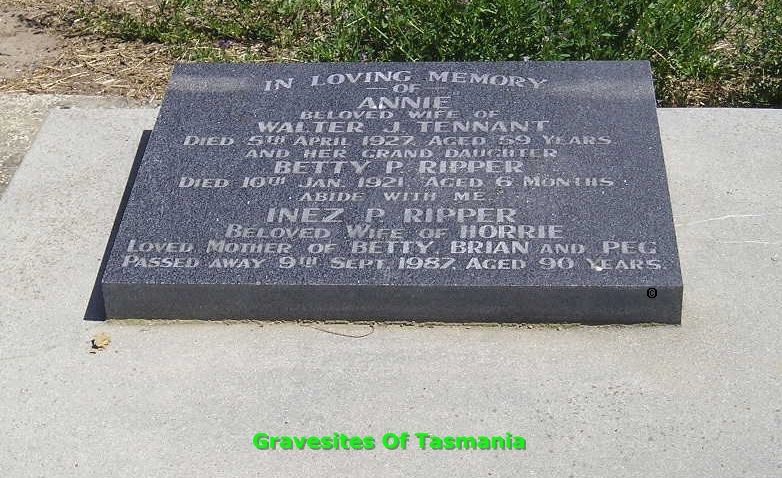 IN LOVING MEMORY
OF
ANNIE
BELOVED WIFE OF
WALTER J. TENNANT
DIED 5TH APRIL 1927. AGED 59 YEARS
AND HER GRAND DAUGHTER
BETTY P. RIPPER
DIED 10TH JAN. 1921. AGED 6 MONTHS
ABIDE WITH ME.
INEZ P. RIPPER
BELOVED WIFE OF HORRIE
LOVED MOTHER OF BETTY, BRIAN AND PEG
PASSED AWAY 9TH SEPT. 1987. AGED 90 YEARS.
Gravesites Of Tasmania